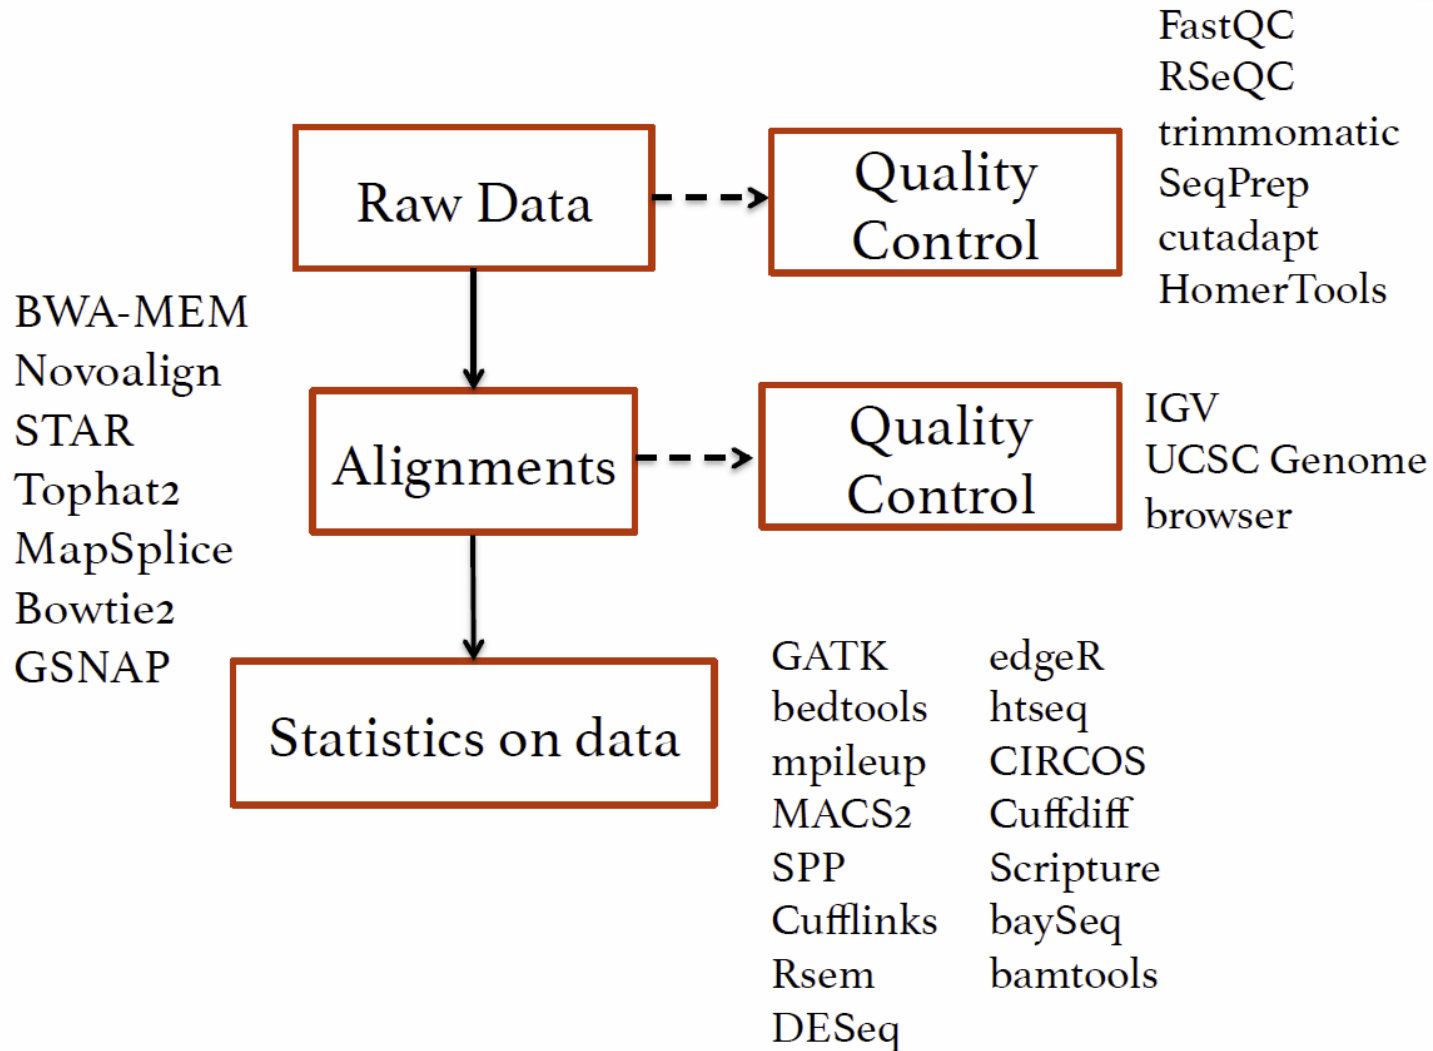 FastQC
RSeQC
trimmomatic
SeqPrep
cutadapt
HomerTools
Raw Data
Quality
Control
BWA-MEM
Novoalign
STAR
Tophat2
MapSplice
Bowtie2
GSNAP
Alignments
Quality
Control
IGV
UCSC Genome
browser
Statistics on data
GATK
bedtools
mpileup
MACS2
SPP
Cufflinks
Rsem
DESeq
edgeR
htseq
CIRCOS
Cuffdiff
Scripture
baySeq
bamtools